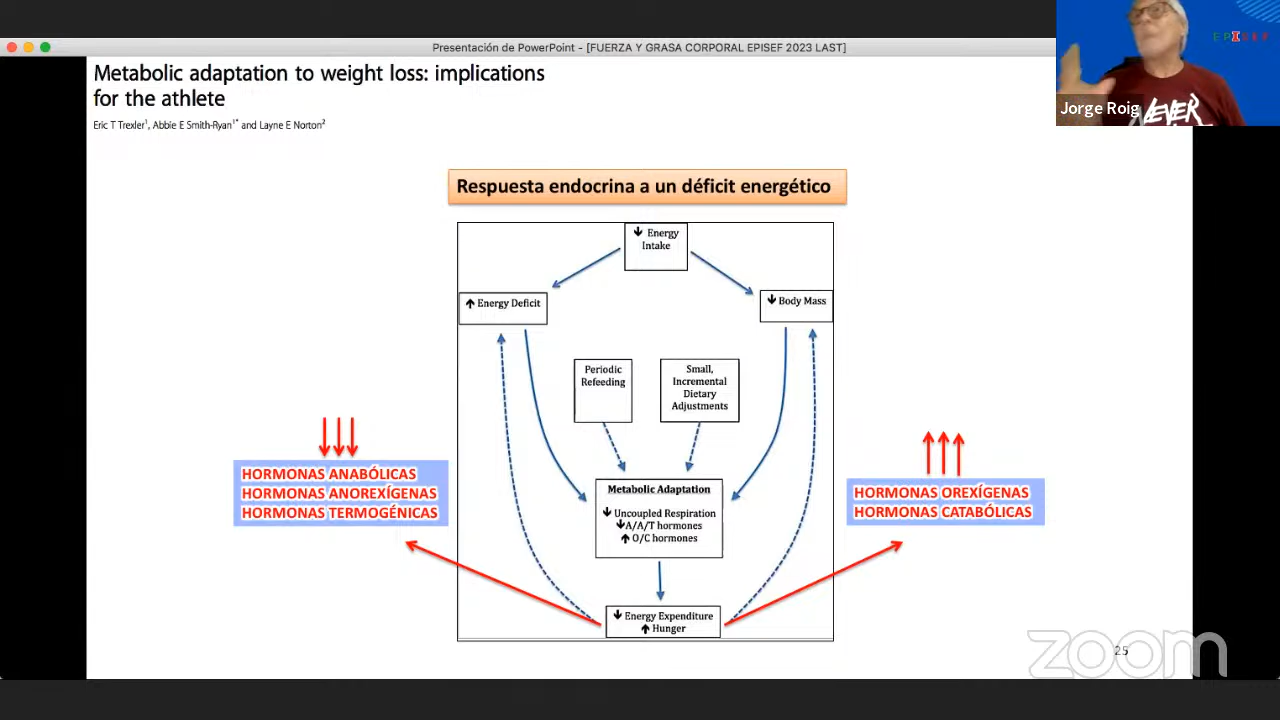 Presentación de PowerPoint - [FUERZA Y GRASA CORPORAL EPISEF 2023 LAST]
EPISEF
Jorge Roig
NEVER
Metabolic adaptation to weight loss: implications
for the athlete
Eric T Trexler1, Abbie E Smith-Ryan1* and Layne E Norton2
Respuesta endocrina a un déficit energético
↓ Energy
Intake
↑ Energy Deficit
↓ Body Mass
Periodic
Refeeding
Small,
Incremental
Dietary
Adjustments
HORMONAS ANABÓLICAS
HORMONAS ANOREXÍGENAS
HORMONAS TERMOGÉNICAS
Metabolic Adaptation
↓ Uncoupled Respiration
↓A/A/T hormones
↑ O/C hormones
HORMONAS OREXÍGENAS
HORMONAS CATABÓLICAS
↓ Energy Expenditure
↑ Hunger
25
zoom